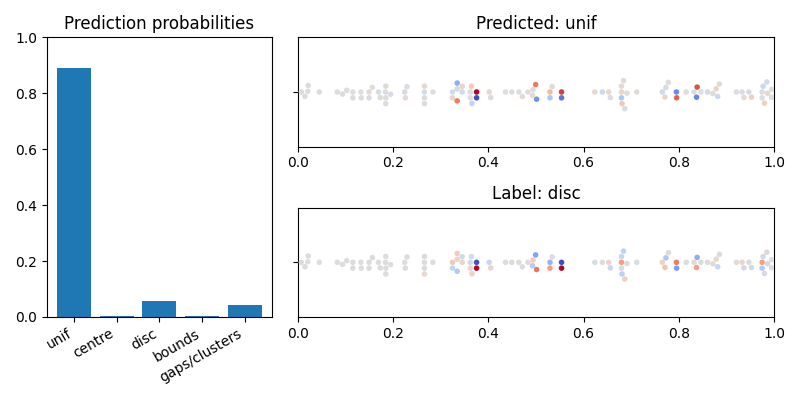 Prediction probabilities
1.0
0.8
0.6
0.4
0.2
0.0
unif
centre
disc
bounds
gaps/clusters
Predicted: unif
0.0 0.2 0.4 0.6 0.8 1.0
Label: disc
0.0 0.2 0.4 0.6 0.8 1.0